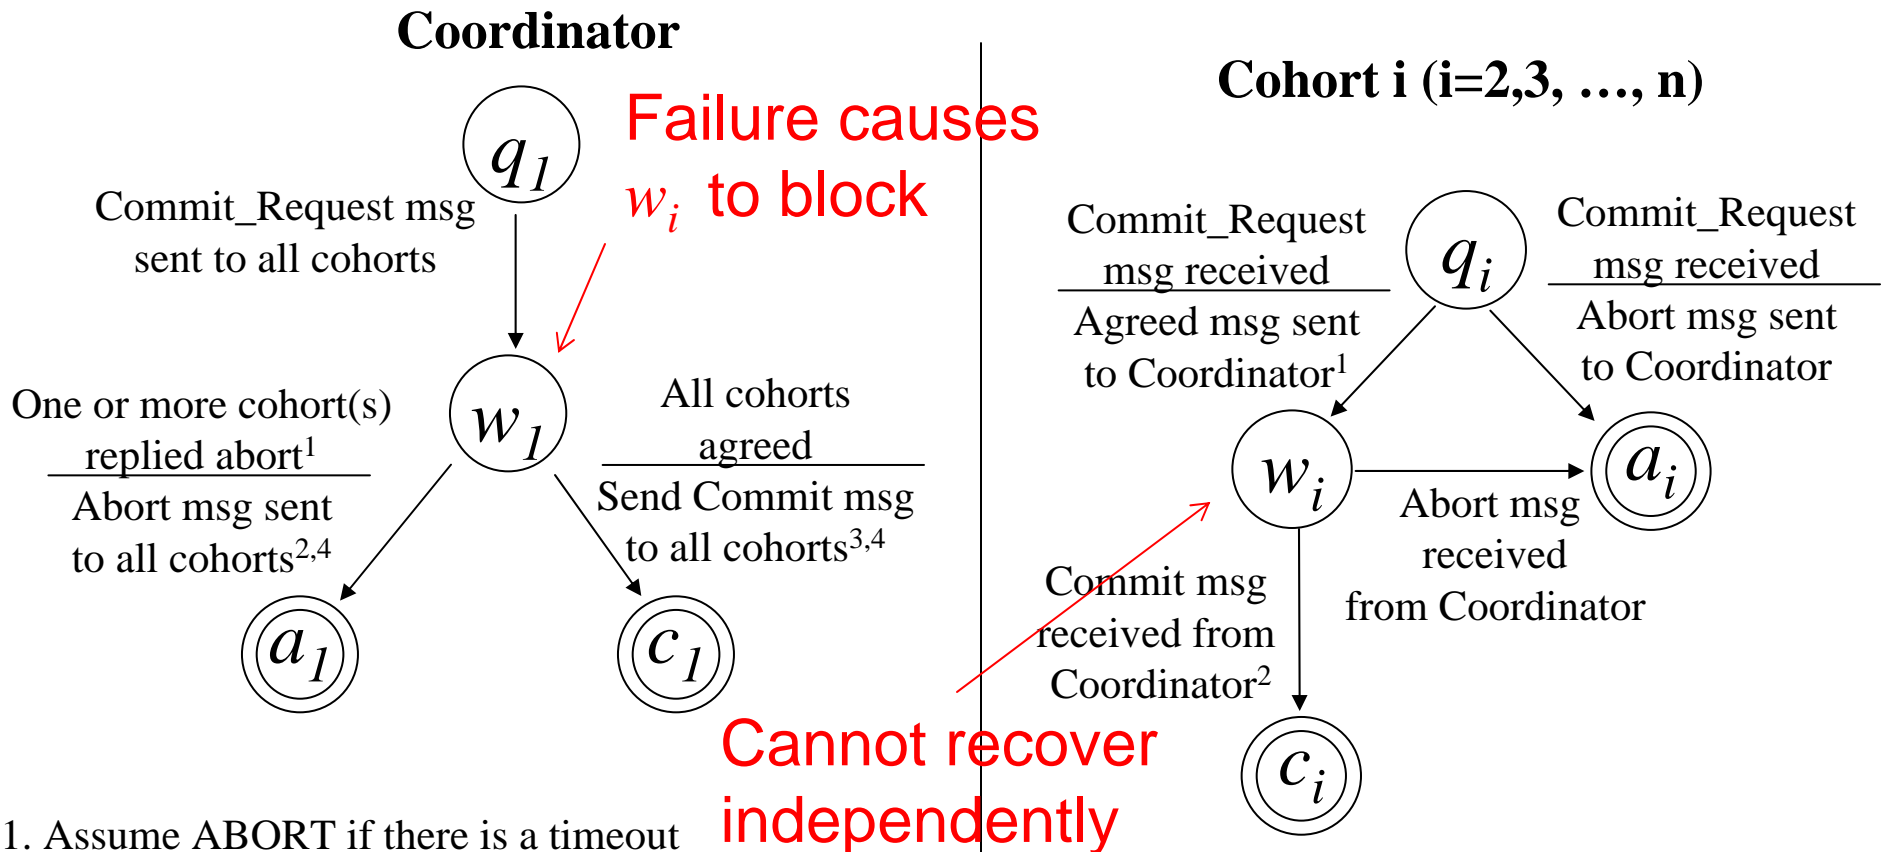 Coordinator
Cohort i (i=2,3, …, n)
q1
Failure causes
wi to block
Commit_Request msg
sent to all cohorts
w1
One or more cohort(s)
replied abort1
Abort msg sent
to all cohorts2,4
All cohorts
agreed
Send Commit msg
to all cohorts3,4
a1
c1
qi
Commit_Request
msg received
Agreed msg sent
to Coordinator1
Commit_Request
msg received
Abort msg sent
to Coordinator
wi
ai
Abort msg
received
from Coordinator
Commit msg
received from
Coordinator2
ci
Cannot recover
independently
1. Assume ABORT if there is a timeout